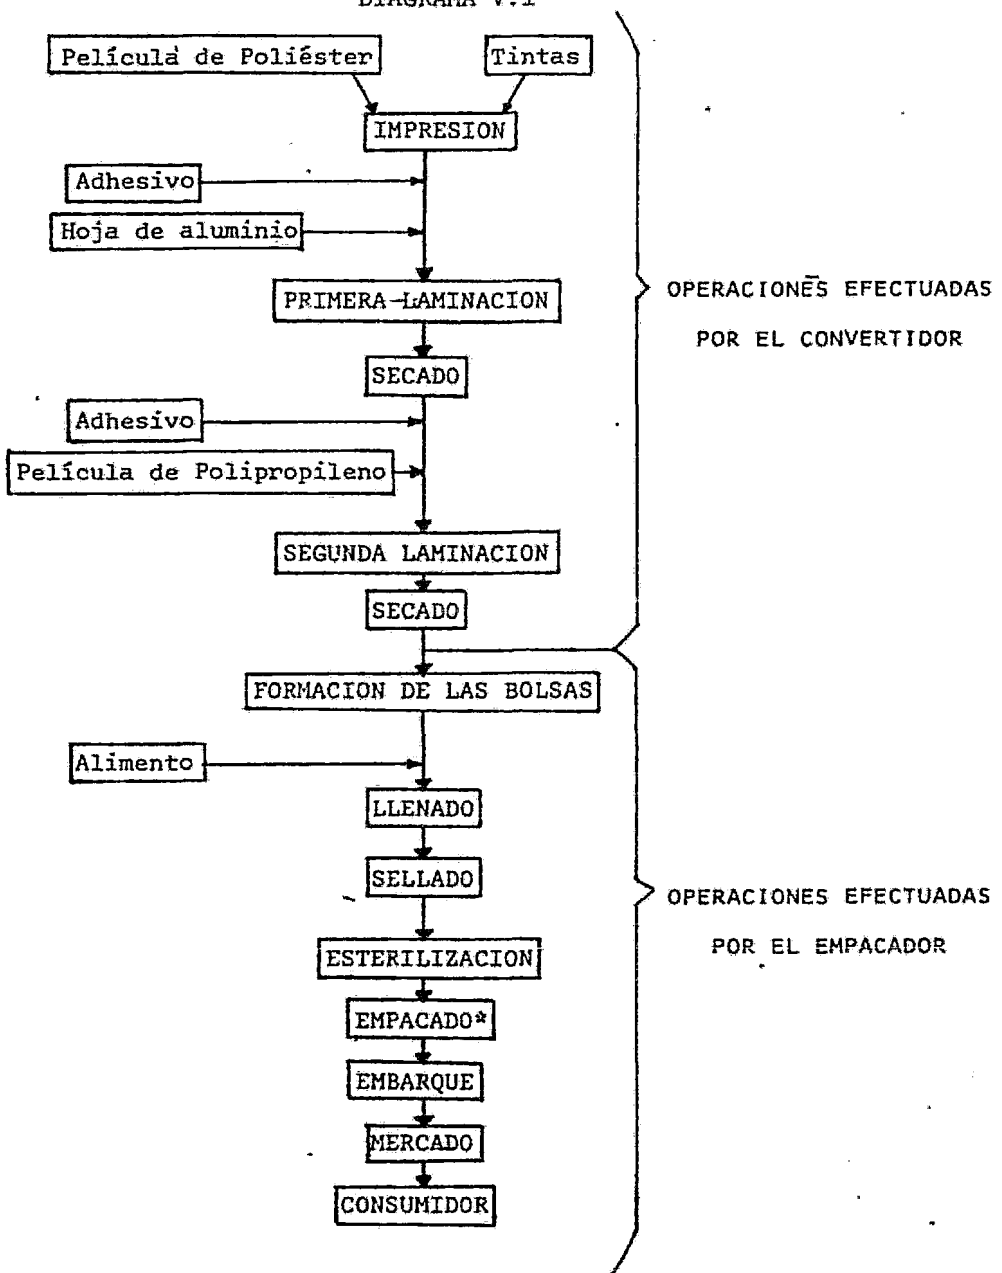 DIAGRAMA V.1
Película de Poliéster
Tintas
IMPRESION
Adhesivo
Hoja de aluminio
PRIMERA-LAMINACION
OPERACIONES EFECTUADAS
POR EL CONVERTIDOR
SECADO
Adhesivo
Película de Polipropileno
SEGUNDA LAMINACION
SECADO
FORMACION DE LAS BOLSAS
Alimento
LLENADO
SELLADO
OPERACIONES EFECTUADAS
POR EL EMPACADOR
ESTERILIZACION
EMPACADO*
EMBARQUE
MERCADO
CONSUMIDOR